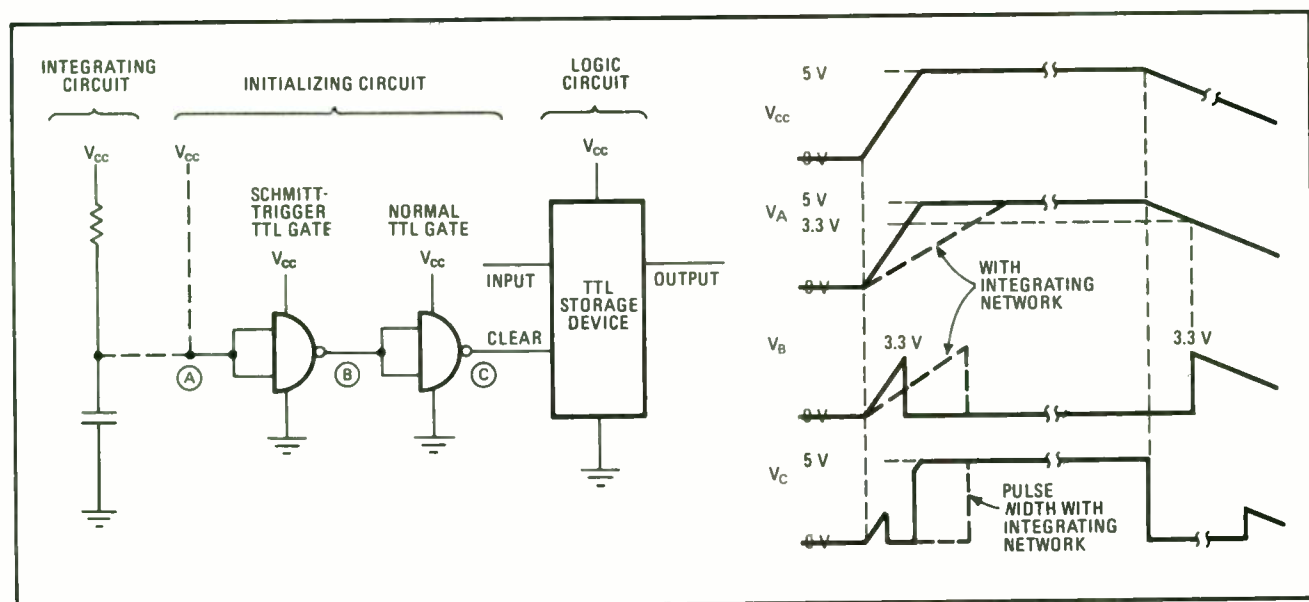 INTEGRATING
CIRCUIT
INITIALIZING CIRCUIT
LOGIC
CIRCUIT
VCC
VCC
VCC
SCHMITT-
TRIGGER
TTL GATE
VCC
NORMAL
TTL GATE
VCC
INPUT
TTL
STORAGE
DEVICE
OUTPUT
CLEAR
A
B
C
5 V
VCC
0 V
5 V
VA
3.3 V
0 V
WITH
INTEGRATING
NETWORK
VB
3.3 V
3.3 V
0 V
5 V
VC
PULSE
WIDTH WITH
INTEGRATING
NETWORK
0 V